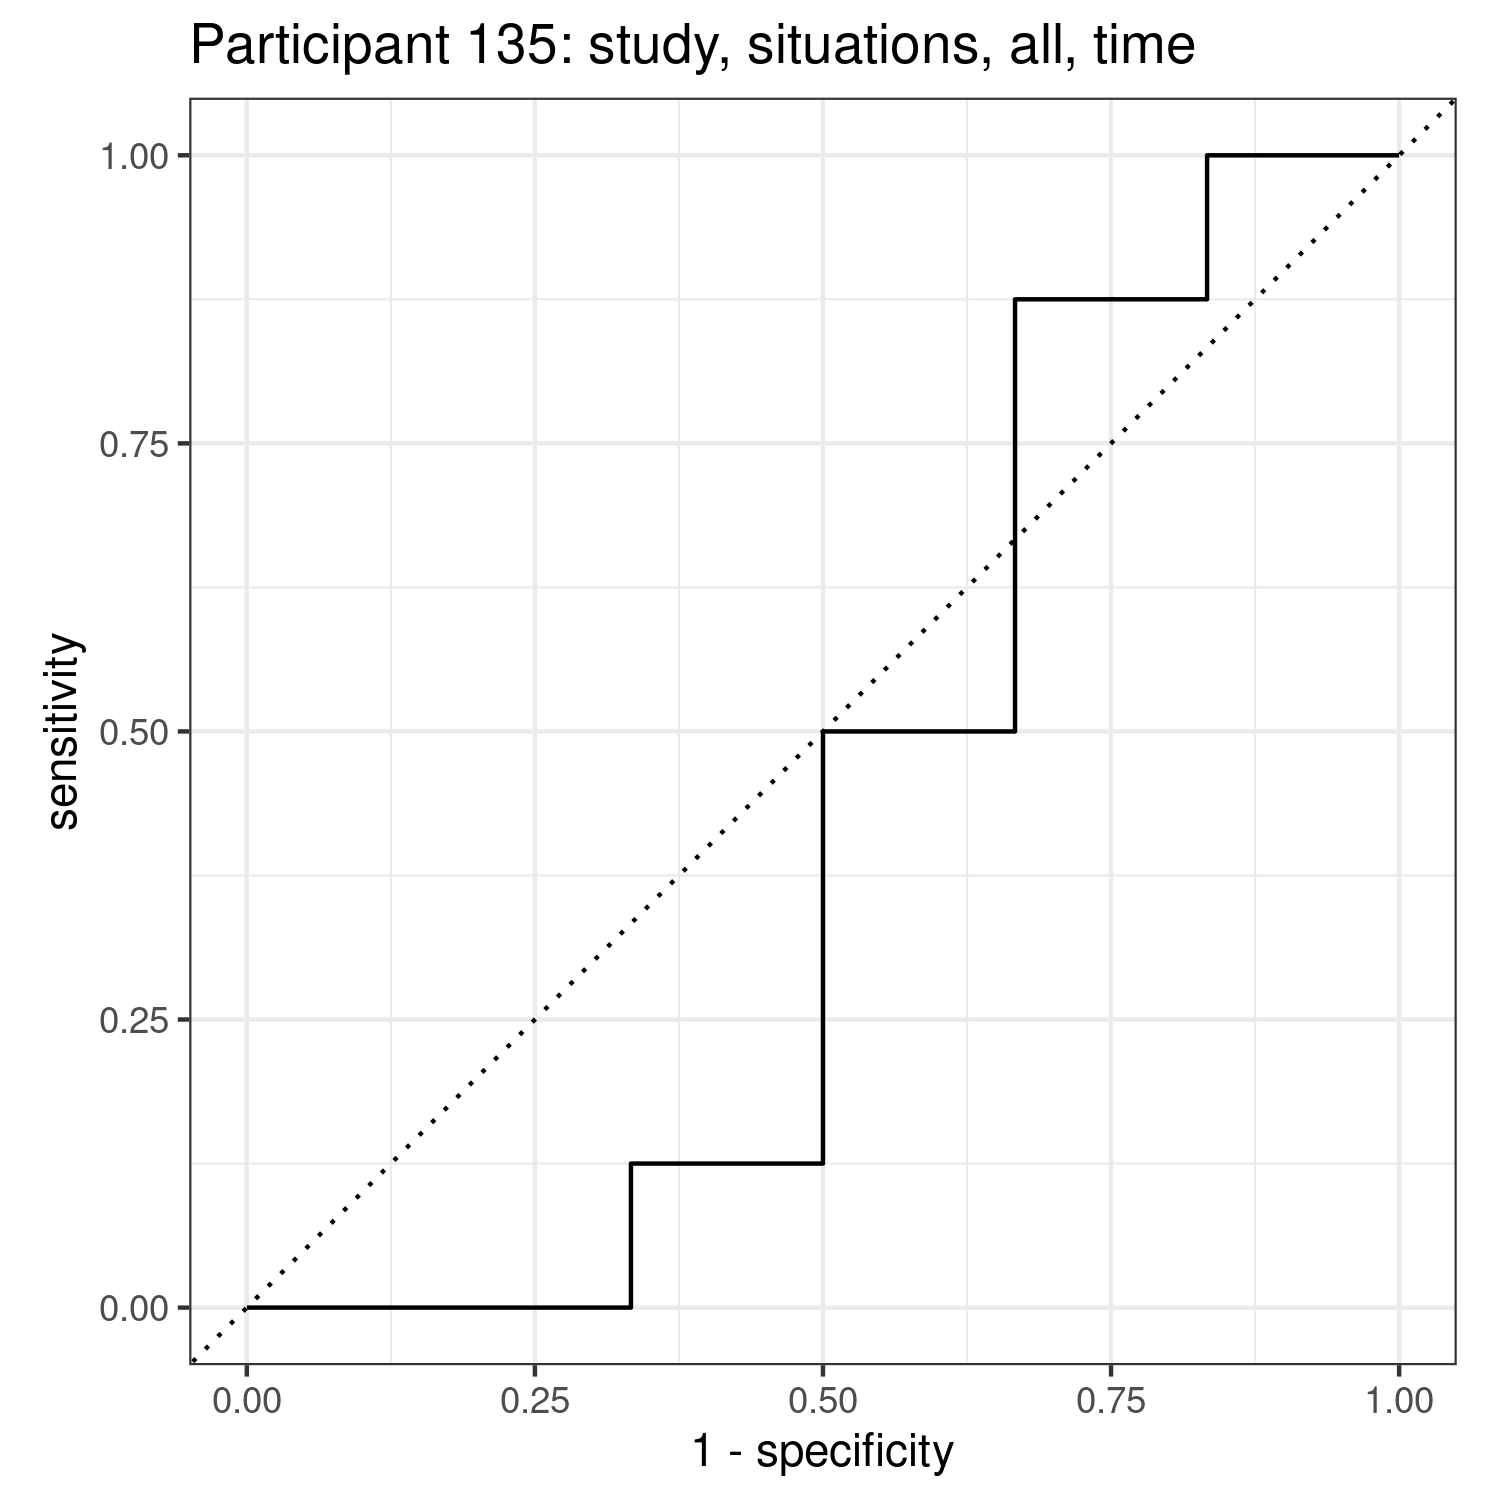 Participant 135: study, situations, all, time
1.00
0.75
0.50
0.25
0.00
sensitivity
0.00 0.25 0.50 0.75 1.00
1 - specificity